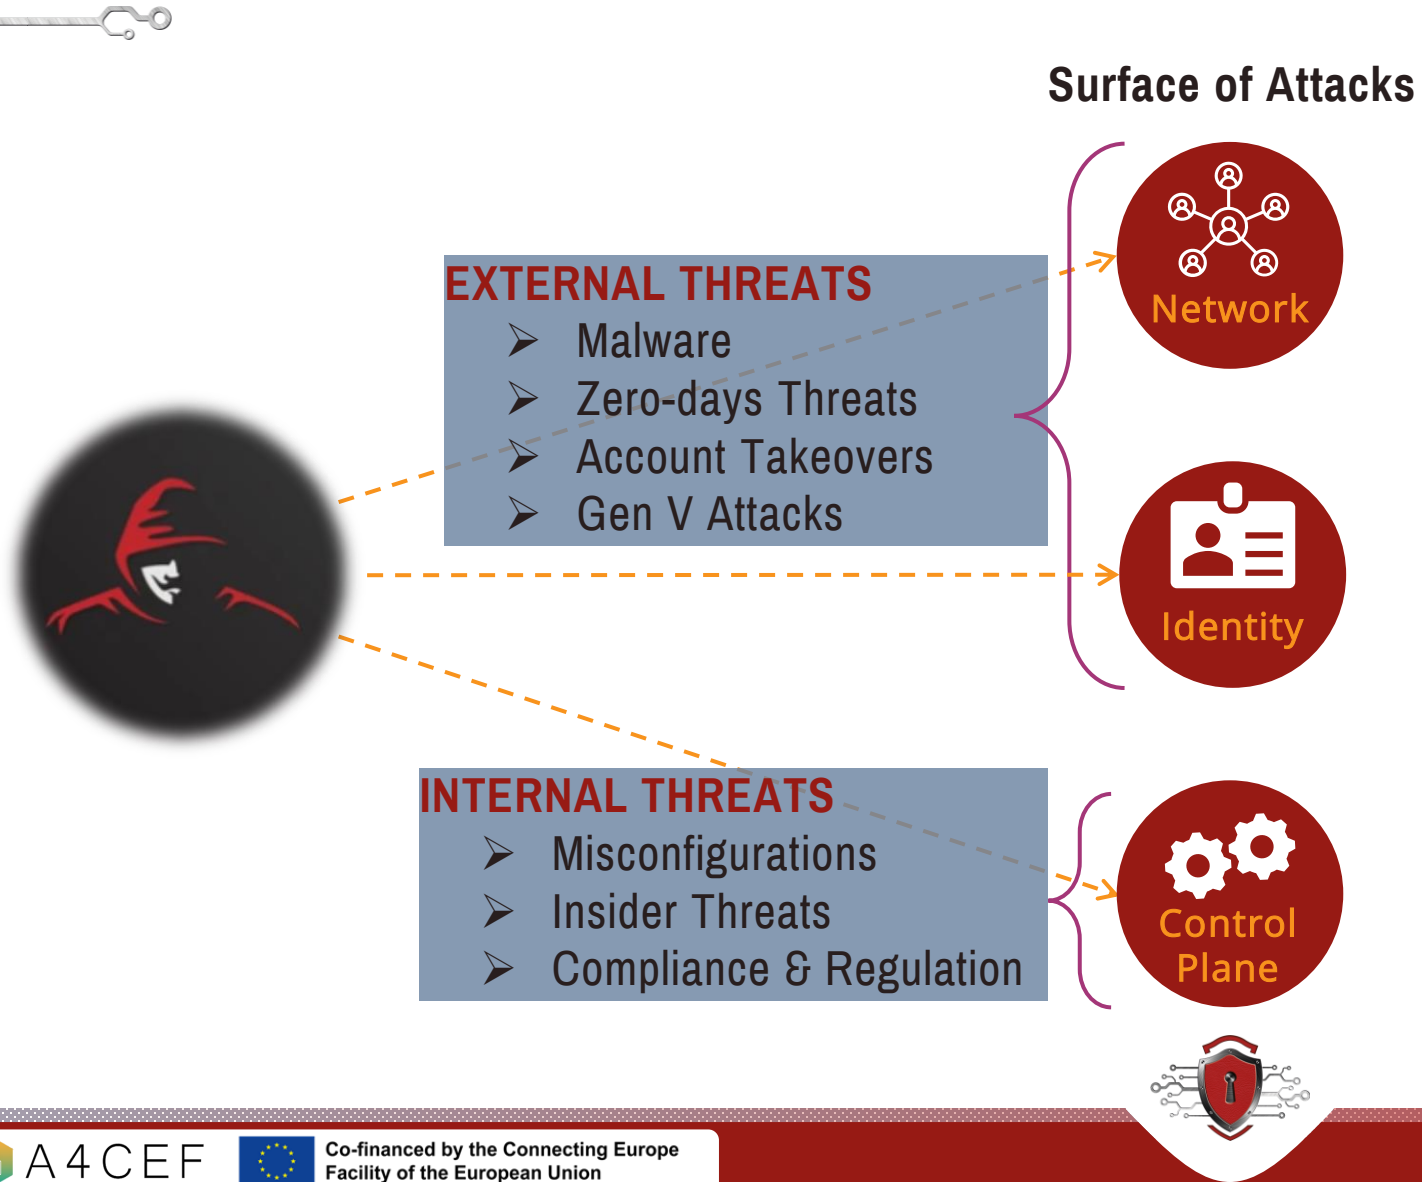 Surface of Attacks
Network
EXTERNAL THREATS
➢ Malware
➢ Zero-days Threats
➢ Account Takeovers
➢ Gen V Attacks
Identity
INTERNAL THREATS
➢ Misconfigurations
➢ Insider Threats
➢ Compliance & Regulation
Control
Plane
A4CEF
Co-financed by the Connecting Europe
Facility of the European Union